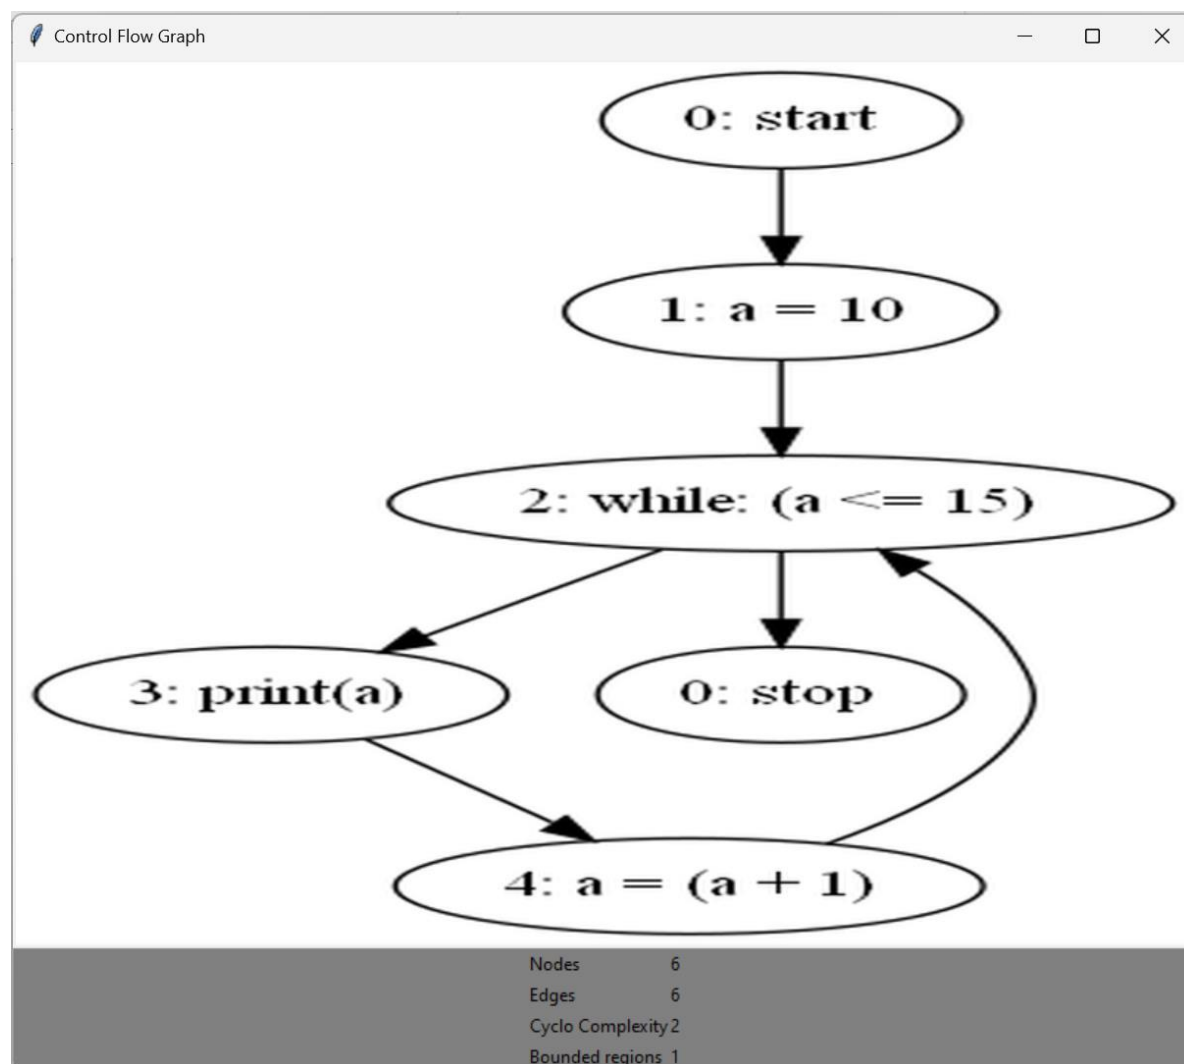 Control Flow Graph
0: start
1: a = 10
2: while: (a <= 15)
3: print(a)
0: stop
4: a = (a + 1)
Nodes 6
Edges 6
Cyclo Complexity 2
Bounded regions 1